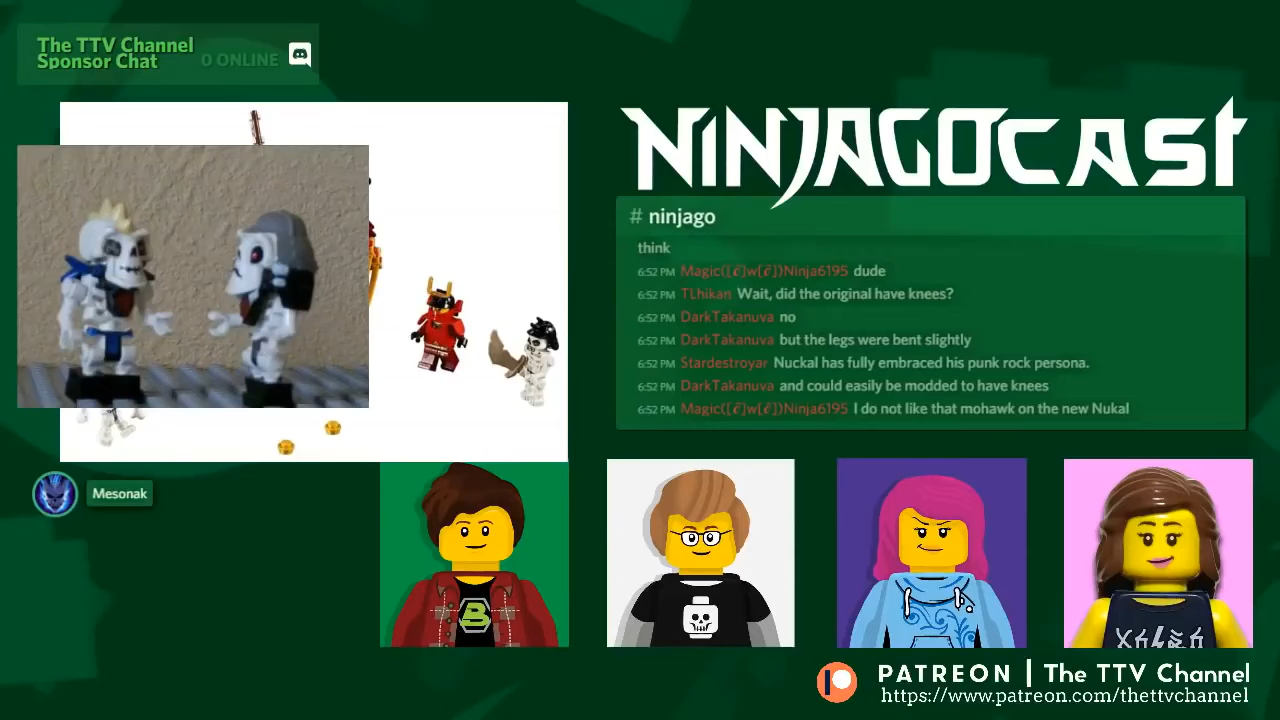 The TTV Channel
Sponsor Chat
0 ONLINE
NINJAGOCAST
# ninjago
think
6:52 PM Magic([∂]w[∂])Ninja6195 dude
6:52 PM TLhikan Wait, did the original have knees?
6:52 PM DarkTakanuva no
6:52 PM DarkTakanuva but the legs were bent slightly
6:52 PM Stardestroyar Nuckal has fully embraced his punk rock persona.
6:52 PM DarkTakanuva and could easily be modded to have knees
6:52 PM Magic([∂]w[∂])Ninja6195 I do not like that mohawk on the new Nukal
Mesonak
B
PATREON | The TTV Channel
https://www.patreon.com/thettvchannel